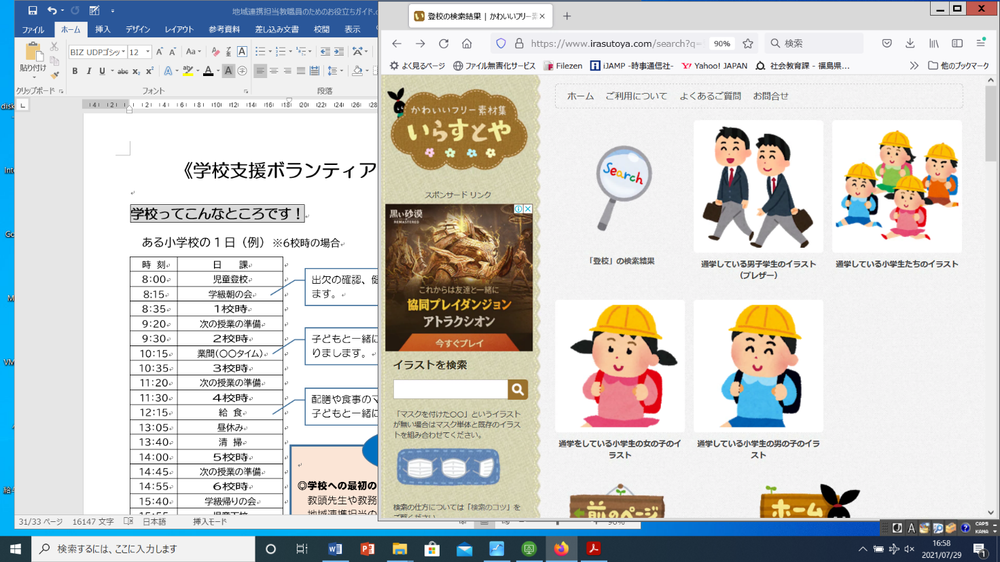 地域連携担当教職員のためのお役立ちガイド.d
ファイル ホーム 挿入 デザイン レイアウト 参考資料 差し込み文書 校閲 表示
貼り付け
BIZ UDPゴシッ 12
クリップボード フォント 段落
《学校支援ボランティア
学校ってこんなところです！
ある小学校の１日（例）※6校時の場合
時 刻 日 課
8:00 児童登校
8:15 学級朝の会
8:35 1校時
9:20 次の授業の準備
9:30 2校時
10:15 業間(〇〇タイム)
10:35 3校時
11:20 次の授業の準備
11:30 4校時
12:15 給 食
13:05 昼休み
13:40 清 掃
14:00 5校時
14:45 次の授業の準備
14:55 6校時
15:40 学級帰りの会
15:55 児童下校
出欠の確認、健
ます。
子どもと一緒に
りまします。
配膳や食事のマ
子どもと一緒に
◎学校への最初の
教頭先生や教務
地域連携担当の
31/33 ページ 16147 文字 日本語 挿入モード
90%
登校の検索結果 | かわいいフリー素
https://www.irasutoya.com/search?q=
90%
検索
よく見るページ ファイル無害化サービス Filezen iJAMP -時事通信社- Yahoo! JAPAN 社会教育課 - 福島県... 他のブックマーク
かわいいフリー素材集
いらすとや
スポンサード リンク
黒い砂漠
REMASTERED
これからは友達と一緒に
協同プレイダンジョン
アトラクシオン
今すぐプレイ
イラストを検索
「マスクを付けた〇〇」というイラスト
が無い場合はマスク単体と既存のイラス
トを組み合わせてください。
検索の仕方については「検索のコツ」を
ご覧ください
ホーム ご利用について よくあるご質問 お問合せ
Search
「登校」の検索結果
通学している男子学生のイラスト
（ブレザー）
通学している小学生たちのイラスト
通学をしている小学生の女の子のイ
ラスト
通学している小学生の男の子のイラ
スト
前のページ
ホーム
A
CAPS
KANA
検索するには、ここに入力します
16:58
2021/07/29
1